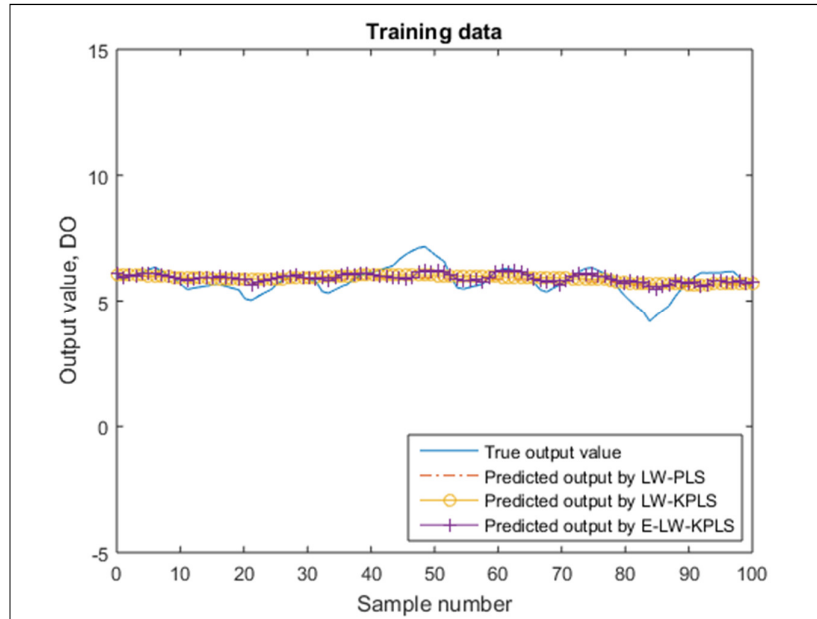 Training data
15
10
5
0
-5
Output value, DO
True output value
Predicted output by LW-PLS
Predicted output by LW-KPLS
Predicted output by E-LW-KPLS
0 10 20 30 40 50 60 70 80 90 100
Sample number